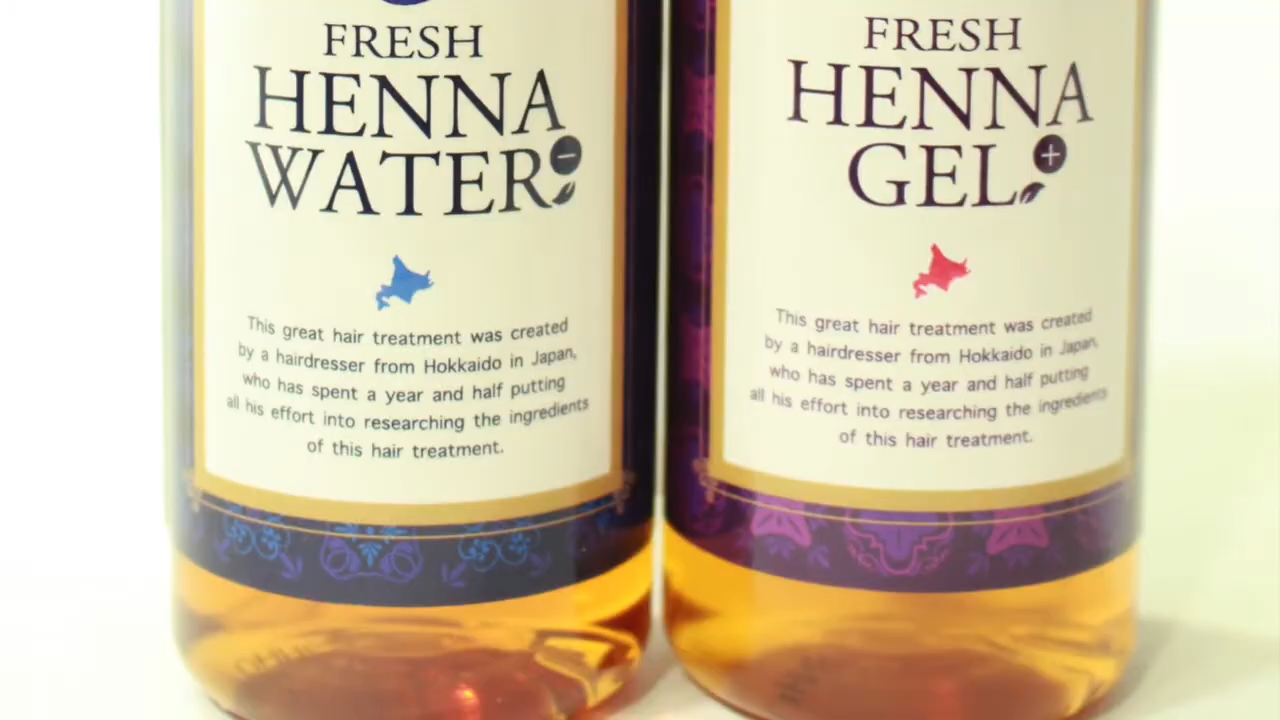 FRESH
HENNA
WATER
This great hair treatment was created
by a hairdresser from Hokkaido in Japan,
who has spent a year and half putting
all his effort into researching the ingredients
of this hair treatment.
FRESH
HENNA
GEL
This great hair treatment was created
by a hairdresser from Hokkaido in Japan,
who has spent a year and half putting
all his effort into researching the ingredients
of this hair treatment.